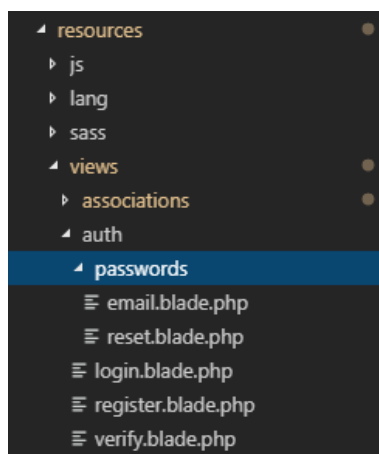 resources
js
lang
sass
views
associations
auth
passwords
email.blade.php
reset.blade.php
login.blade.php
register.blade.php
verify.blade.php